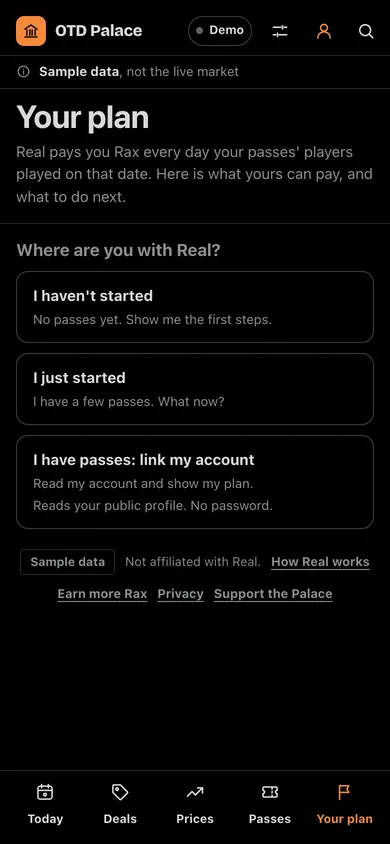 OTD Palace
Demo
Sample data, not the live market
Your plan
Real pays you Rax every day your passes' players
played on that date. Here is what yours can pay, and
what to do next.
Where are you with Real?
I haven't started
No passes yet. Show me the first steps.
I just started
I have a few passes. What now?
I have passes: link my account
Read my account and show my plan.
Reads your public profile. No password.
Sample data Not affiliated with Real. How Real works
Earn more Rax Privacy Support the Palace
Today Deals Prices Passes Your plan